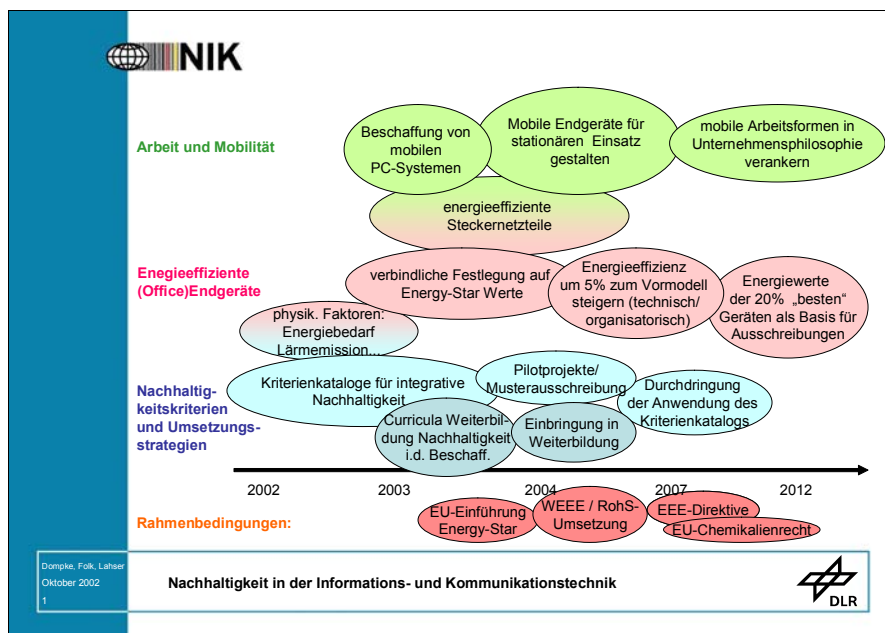 NIK
Arbeit und Mobilität
Beschaffung von
mobilen
PC-Systemen
Mobile Endgeräte für
stationären Einsatz
gestalten
mobile Arbeitsformen in
Unternehmensphilosophie
verankern
energieeffiziente
Steckernetzteile
Enegieeffiziente
(Office)Endgeräte
verbindliche Festlegung auf
Energy-Star Werte
Energieeffizienz
um 5% zum Vormodell
steigern (technisch/
organisatorisch)
Energiewerte
der 20% „besten“
Geräten als Basis für
Ausschreibungen
physik. Faktoren:
Energiebedarf
Lärmemission...
Nachhaltig-
keitskriterien
und Umsetzungs-
strategien
Kriterienkataloge für integrative
Nachhaltigkeit
Pilotprojekte/
Musterausschreibung
Durchdringung
der Anwendung des
Kriterienkatalogs
Curricula Weiterbil-
dung Nachhaltigkeit
i.d. Beschaff.
Einbringung in
Weiterbildung
2002 2003 2004 2007 2012
Rahmenbedingungen:
EU-Einführung
Energy-Star
WEEE / RohS-
Umsetzung
EEE-Direktive
EU-Chemikalienrecht
Dompke, Folk, Lahser
Oktober 2002
1
Nachhaltigkeit in der Informations- und Kommunikationstechnik
DLR